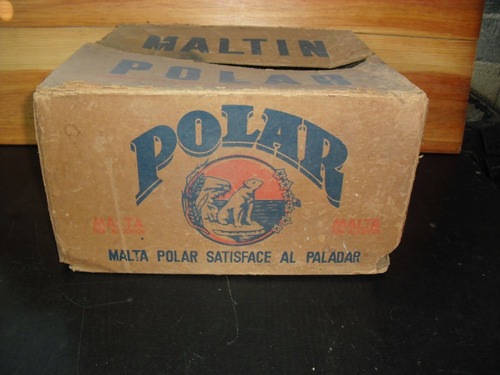 MALTIN
POLAR
POLAR
MALTA POLAR SATISFACE AL PALADAR